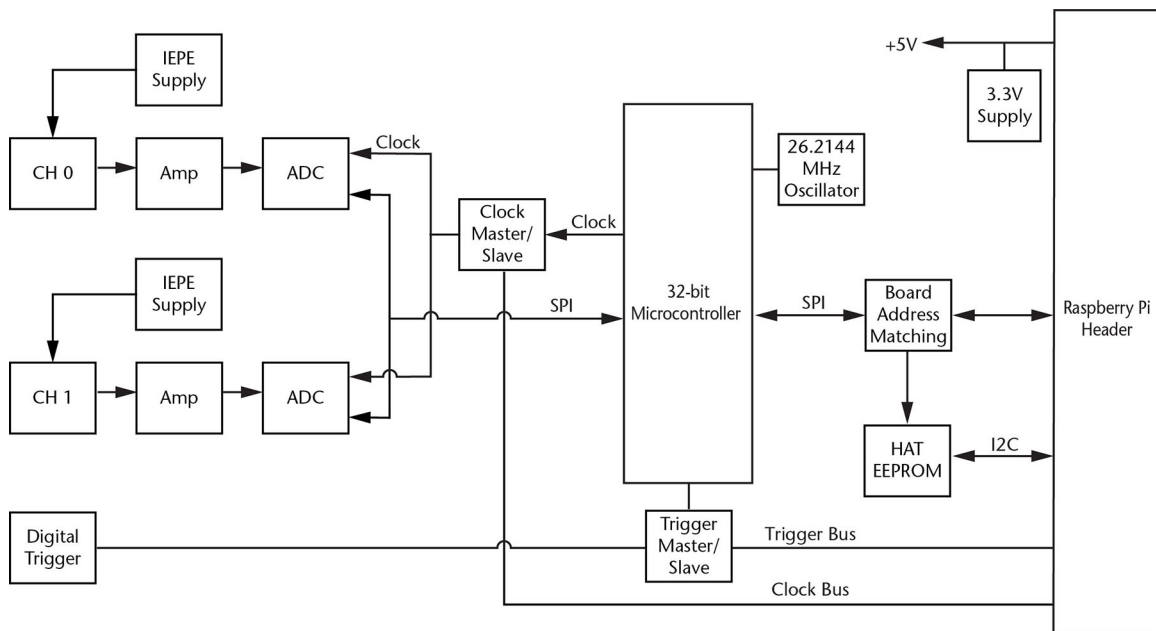 IEPE
Supply
+5V
3.3V
Supply
CH 0
Amp
ADC
Clock
26.2144
MHz
Oscillator
Clock
Master/
Slave
Clock
IEPE
Supply
SPI
32-bit
Microcontroller
SPI
Board
Address
Matching
Raspberry Pi
Header
CH 1
Amp
ADC
HAT
EEPROM
I2C
Digital
Trigger
Trigger
Master/
Slave
Trigger Bus
Clock Bus